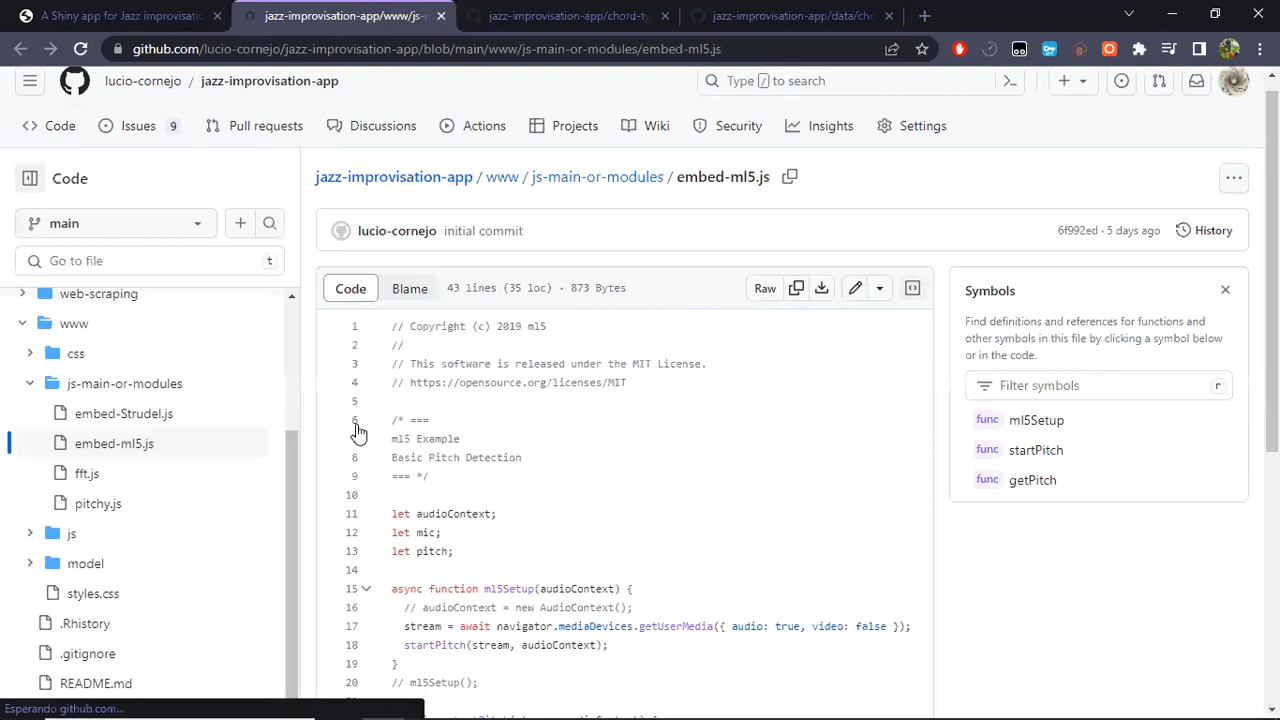 A Shiny app for Jazz improvisati
jazz-improvisation-app/www/js-
jazz-improvisation-app/chord-ty
jazz-improvisation-app/data/cho
github.com/lucio-cornejo/jazz-improvisation-app/blob/main/www/js-main-or-modules/embed-ml5.js
lucio-cornejo / jazz-improvisation-app
Type / to search
Code
Issues 9
Pull requests
Discussions
Actions
Projects
Wiki
Security
Insights
Settings
Code
main
Go to file t
web-scraping
www
css
js-main-or-modules
embed-Strudel.js
embed-ml5.js
fft.js
pitchy.js
js
model
styles.css
.Rhistory
.gitignore
README.md
Esperando github.com...
jazz-improvisation-app / www / js-main-or-modules / embed-ml5.js
lucio-cornejo initial commit
6f992ed · 5 days ago History
Code Blame 43 lines (35 loc) · 873 Bytes
Raw
1 // Copyright (c) 2019 ml5
2 //
3 // This software is released under the MIT License.
4 // https://opensource.org/licenses/MIT
5
6 /* ===
ml5 Example
8 Basic Pitch Detection
9 === */
10
11 let audioContext;
12 let mic;
13 let pitch;
14
15 async function ml5Setup(audioContext) {
16 // audioContext = new AudioContext();
17 stream = await navigator.mediaDevices.getUserMedia({ audio: true, video: false });
18 startPitch(stream, audioContext);
19 }
20 // ml5Setup();
Symbols
Find definitions and references for functions and
other symbols in this file by clicking a symbol below
or in the code.
Filter symbols r
func ml5Setup
func startPitch
func getPitch